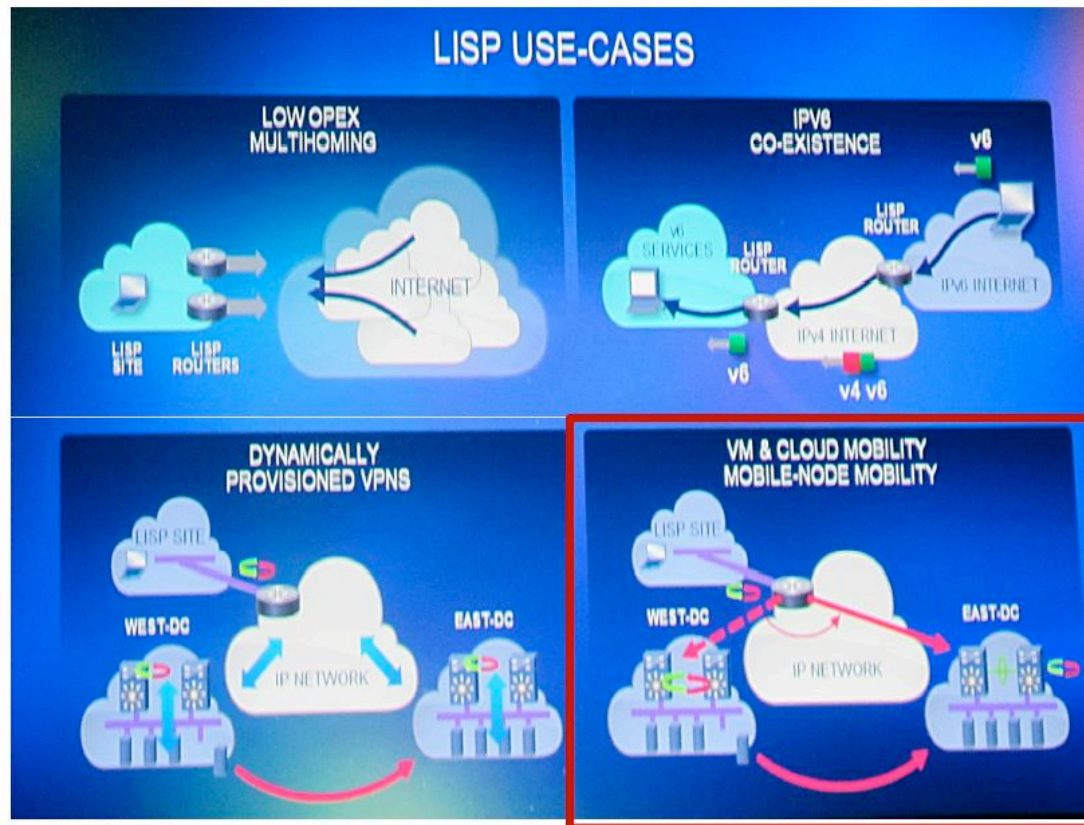 LISP USE-CASES
LOW OPEX
MULTIHOMING
INTERNET
LISP
SITE
LISP
ROUTERS
IPV6
CO-EXISTENCE
v6
LISP
ROUTER
v6
SERVICES
LISP
ROUTER
IPv6 INTERNET
IPv4 INTERNET
v6
v4 v6
DYNAMICALLY
PROVISIONED VPNS
LISP SITE
WEST-DC
EAST-DC
IP NETWORK
VM & CLOUD MOBILITY
MOBILE-NODE MOBILITY
LISP SITE
WEST-DC
EAST-DC
IP NETWORK